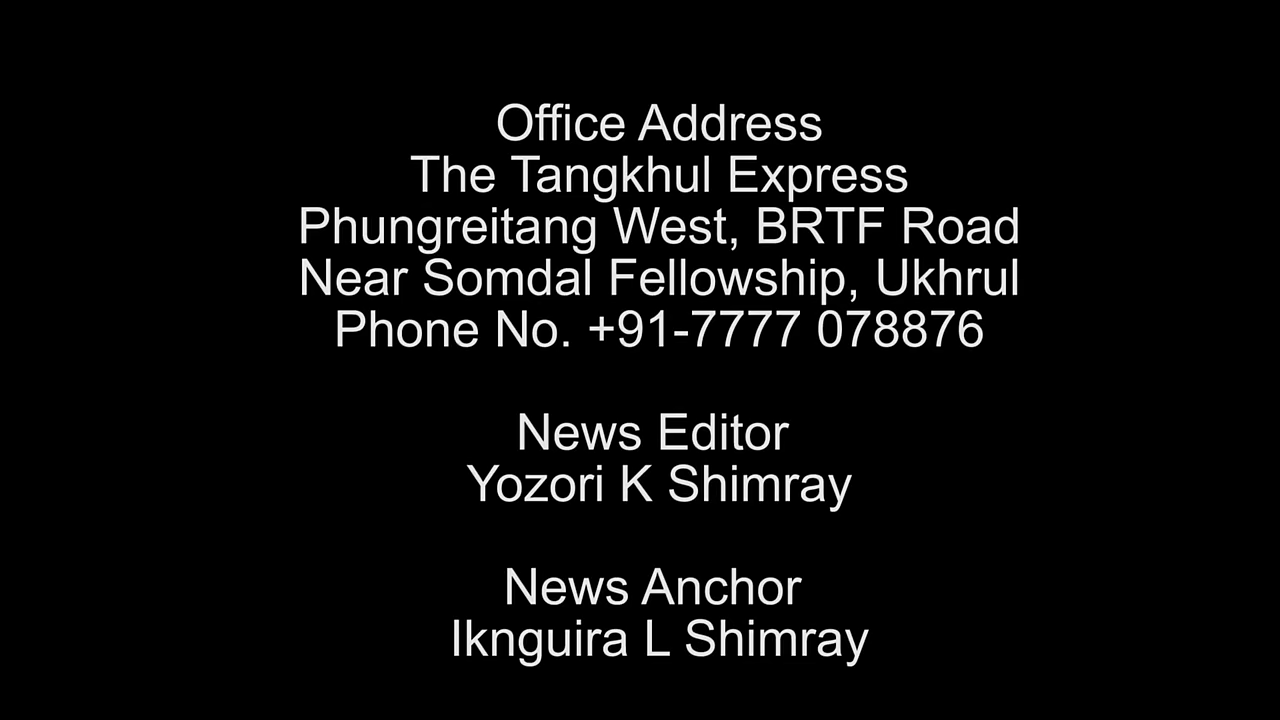 Office Address
The Tangkhul Express
Phungreitang West, BRTF Road
Near Somdal Fellowship, Ukhrul
Phone No. +91-7777 078876
News Editor
Yozori K Shimray
News Anchor
Iknguira L Shimray